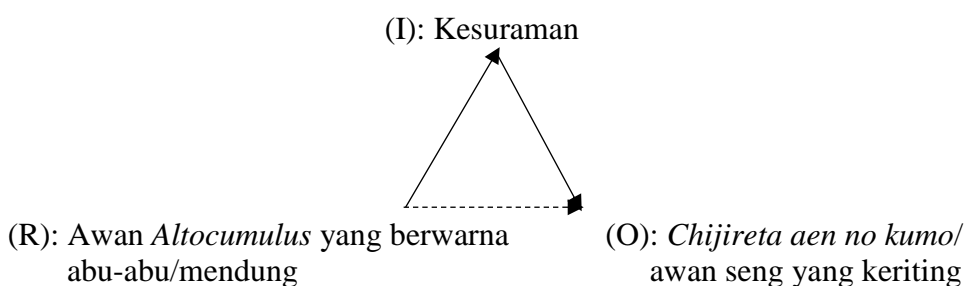 (I): Kesuraman
(R): Awan Altocumulus yang berwarna abu-abu/mendung
(O): Chijireta aen no kumo/ awan seng yang keriting